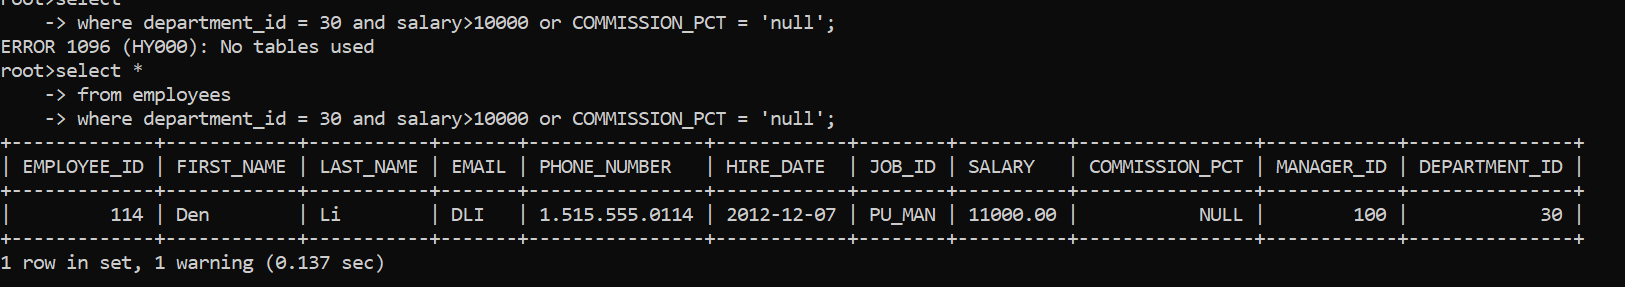 root>select
    -> where department_id = 30 and salary>10000 or COMMISSION_PCT = 'null';
ERROR 1096 (HY000): No tables used
root>select *
    -> from employees
    -> where department_id = 30 and salary>10000 or COMMISSION_PCT = 'null';
+-------------+------------+-----------+-------+----------------+------------+--------+----------+----------------+------------+---------------+
| EMPLOYEE_ID | FIRST_NAME | LAST_NAME | EMAIL | PHONE_NUMBER   | HIRE_DATE  | JOB_ID | SALARY   | COMMISSION_PCT | MANAGER_ID | DEPARTMENT_ID |
+-------------+------------+-----------+-------+----------------+------------+--------+----------+----------------+------------+---------------+
|         114 | Den        | Li        | DLI   | 1.515.555.0114 | 2012-12-07 | PU_MAN | 11000.00 |           NULL |        100 |            30 |
+-------------+------------+-----------+-------+----------------+------------+--------+----------+----------------+------------+---------------+
1 row in set, 1 warning (0.137 sec)